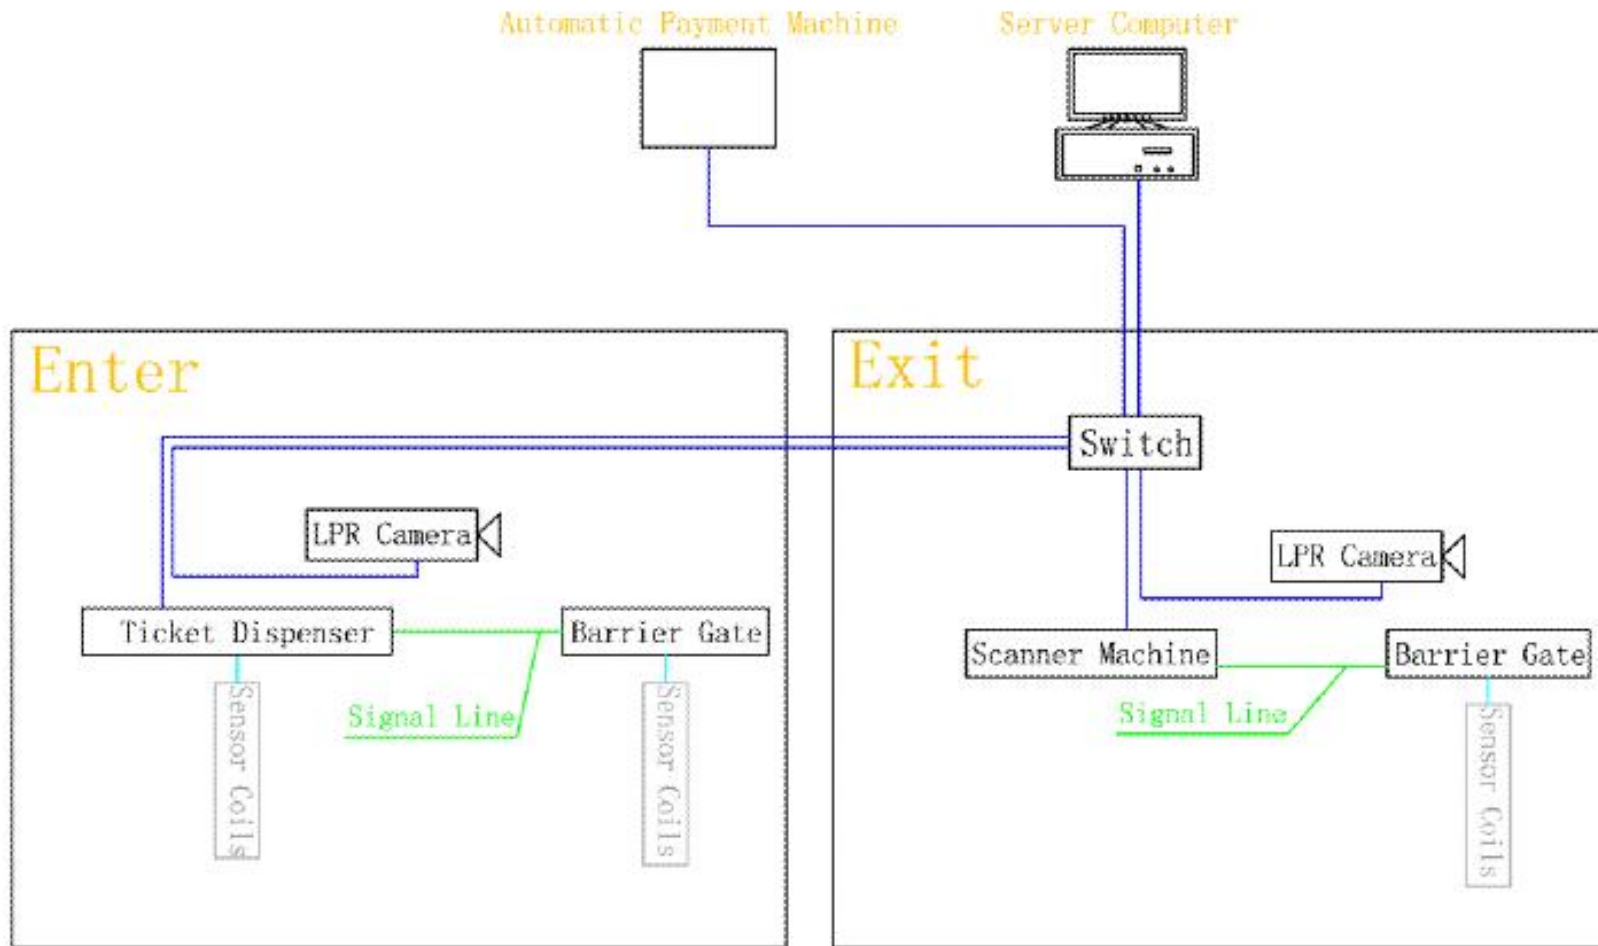 Automatic Payment Machine
Server Computer
Enter
Exit
Switch
LPR Camera
LPR Camera
Ticket Dispenser
Barrier Gate
Scanner Machine
Barrier Gate
Signal Line
Signal Line
Sensor Coils
Sensor Coils
Sensor Coils